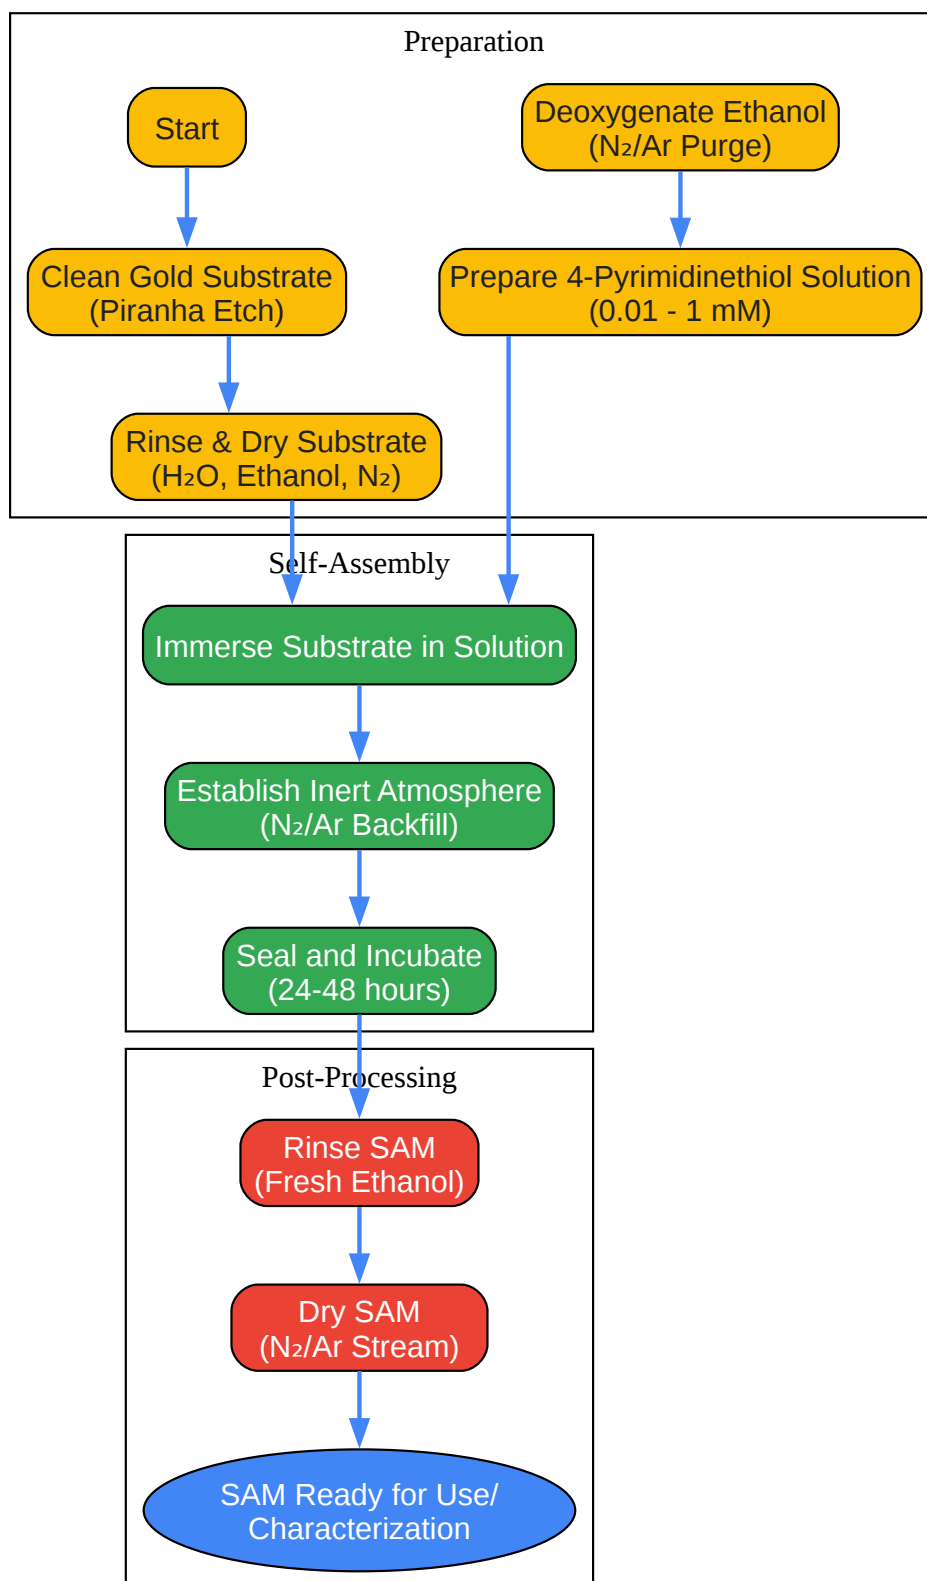 Preparation
Start
Deoxygenate Ethanol
(N₂/Ar Purge)
Clean Gold Substrate
(Piranha Etch)
Prepare 4-Pyrimidinethiol Solution
(0.01 - 1 mM)
Rinse & Dry Substrate
(H₂O, Ethanol, N₂)
Self-Assembly
Immerse Substrate in Solution
Establish Inert Atmosphere
(N₂/Ar Backfill)
Seal and Incubate
(24-48 hours)
Post-Processing
Rinse SAM
(Fresh Ethanol)
Dry SAM
(N₂/Ar Stream)
SAM Ready for Use/
Characterization